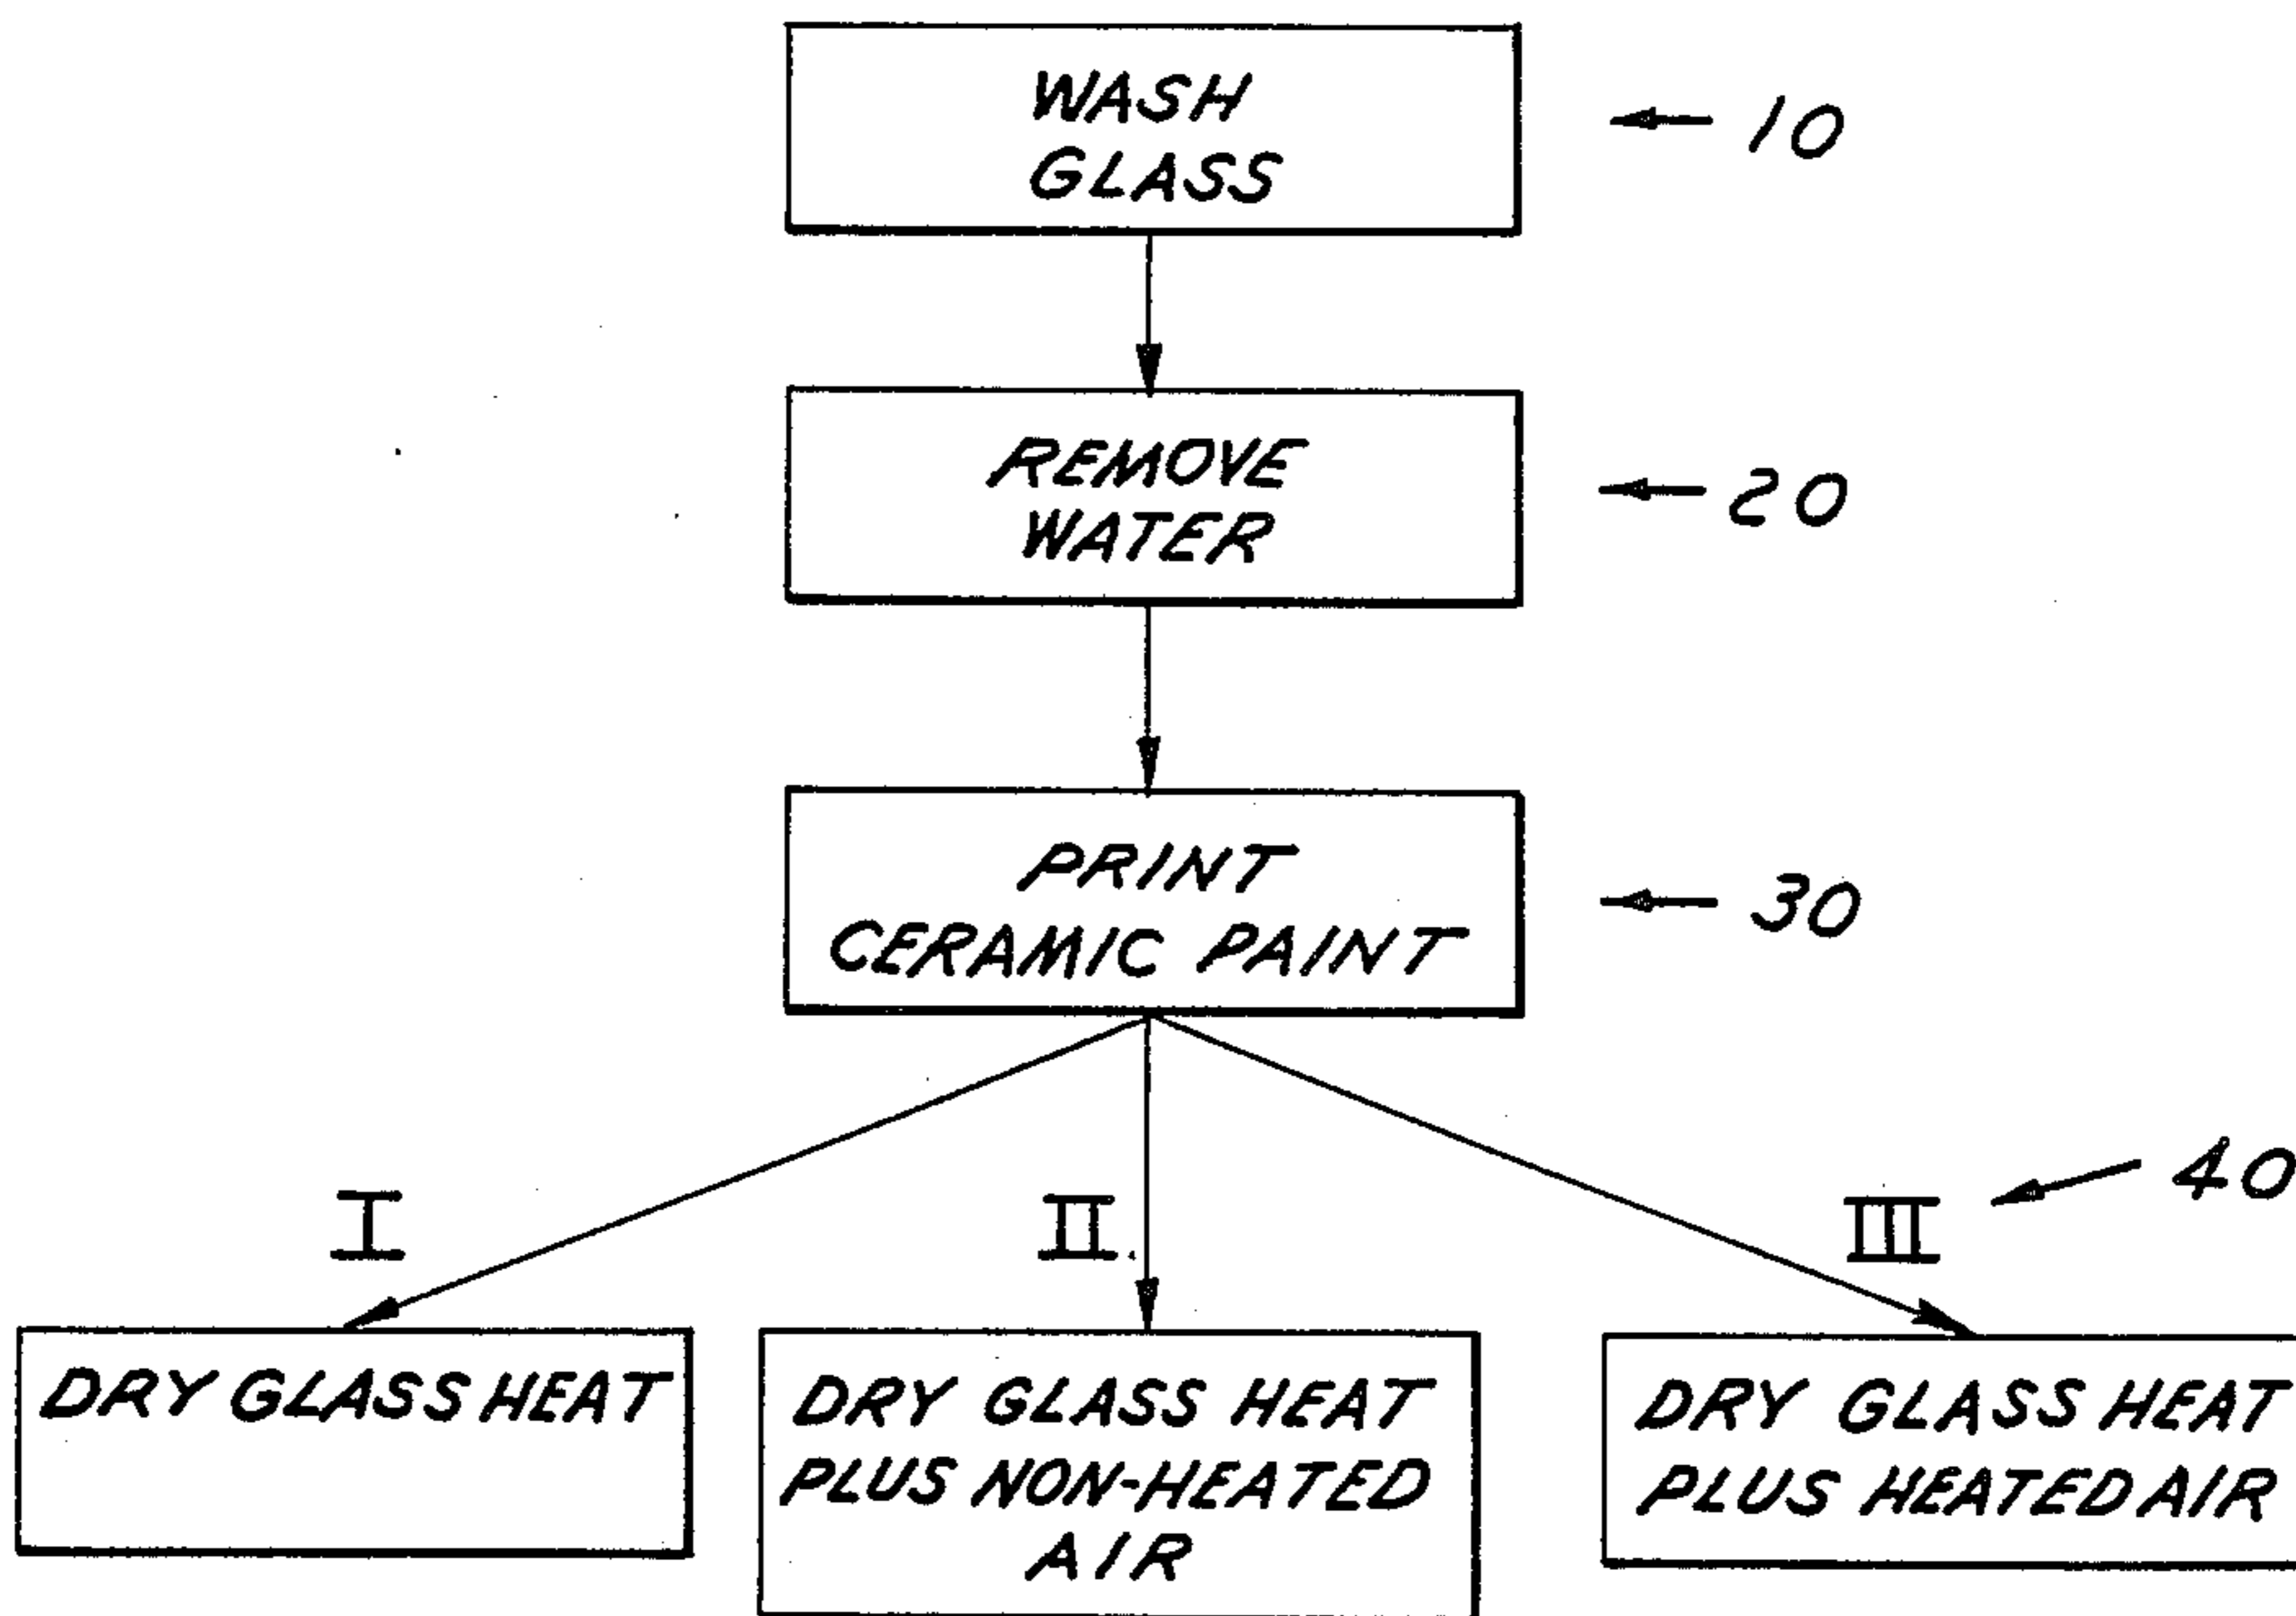 WASH
GLASS
10
REMOVE
WATER
20
PRINT
CERAMIC PAINT
30
I
II
III
40
DRY GLASS HEAT
DRY GLASS HEAT
PLUS NON-HEATED
AIR
DRY GLASS HEAT
PLUS HEATED AIR